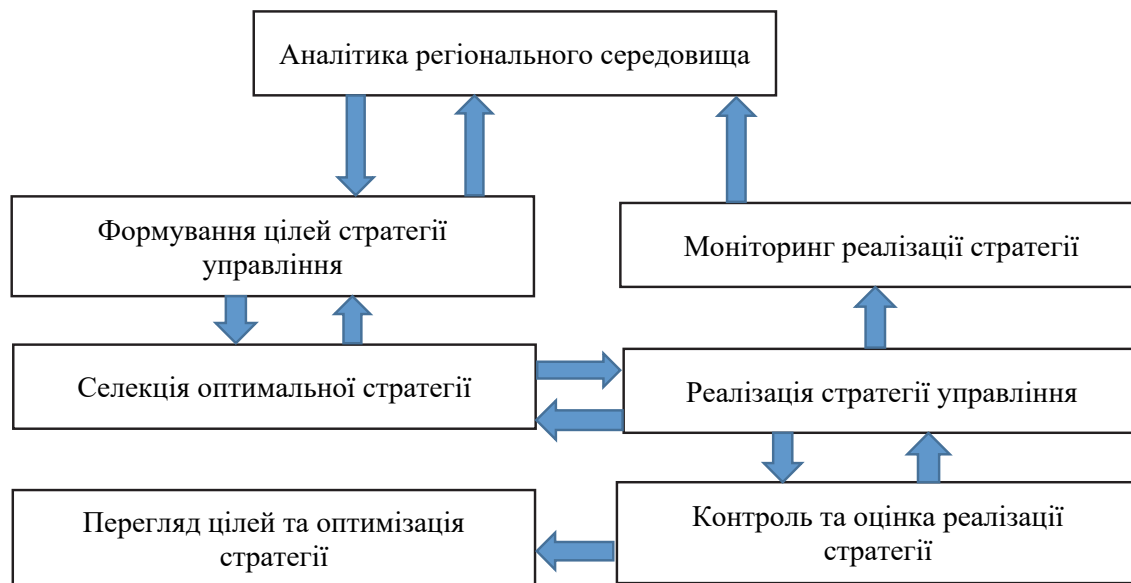 Аналітика регіонального середовища
Формування цілей стратегії
управління
Моніторинг реалізації стратегії
Селекція оптимальної стратегії
Реалізація стратегії управління
Перегляд цілей та оптимізація
стратегії
Контроль та оцінка реалізації
стратегії